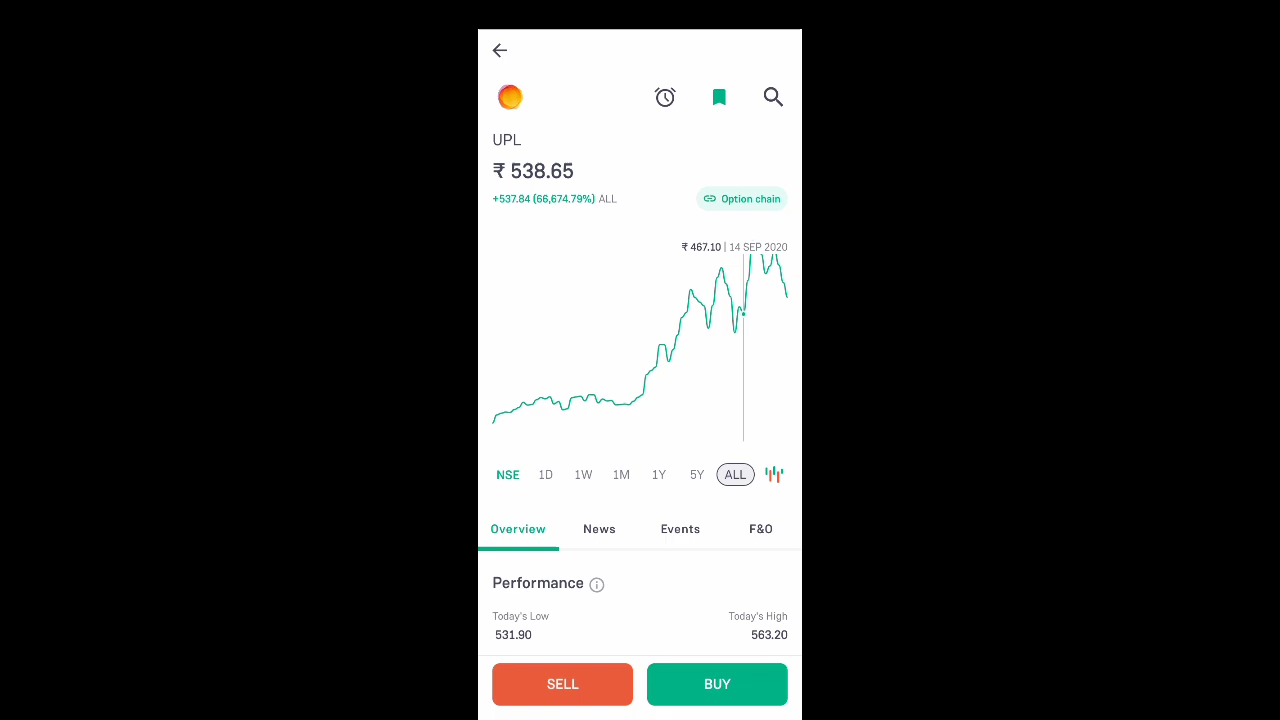 UPL
₹ 538.65
+537.84 (66,674.79%) ALL
Option chain
₹ 467.10 | 14 SEP 2020
NSE 1D 1W 1M 1Y 5Y ALL
Overview News Events F&O
Performance
Today's Low Today's High
531.90 563.20
SELL BUY